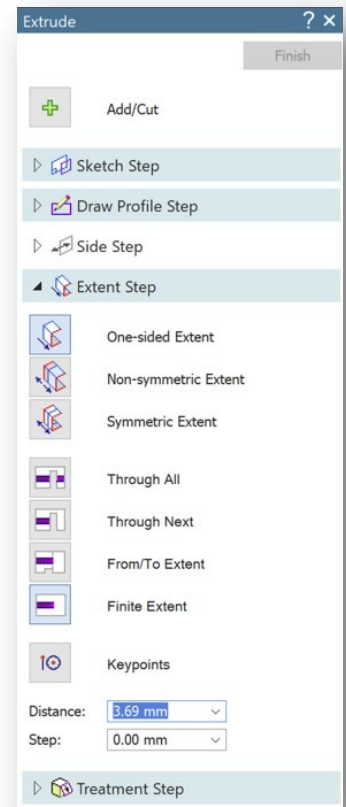 Extrude ? ×
Finish
Add/Cut
Sketch Step
Draw Profile Step
Side Step
Extent Step
One-sided Extent
Non-symmetric Extent
Symmetric Extent
Through All
Through Next
From/To Extent
Finite Extent
Keypoints
Distance: 3.69 mm
Step: 0.00 mm
Treatment Step